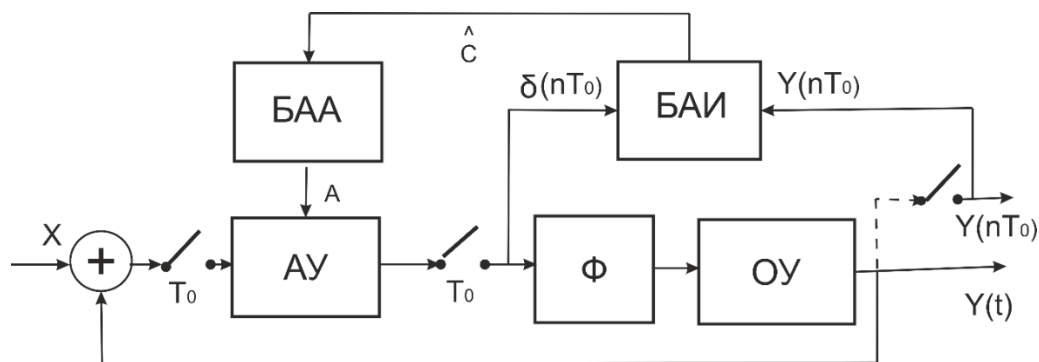 ^
C
БАА
δ(nT₀)
БАИ
Y(nT₀)
A
X
+
T₀
АУ
T₀
Ф
ОУ
Y(nT₀)
Y(t)